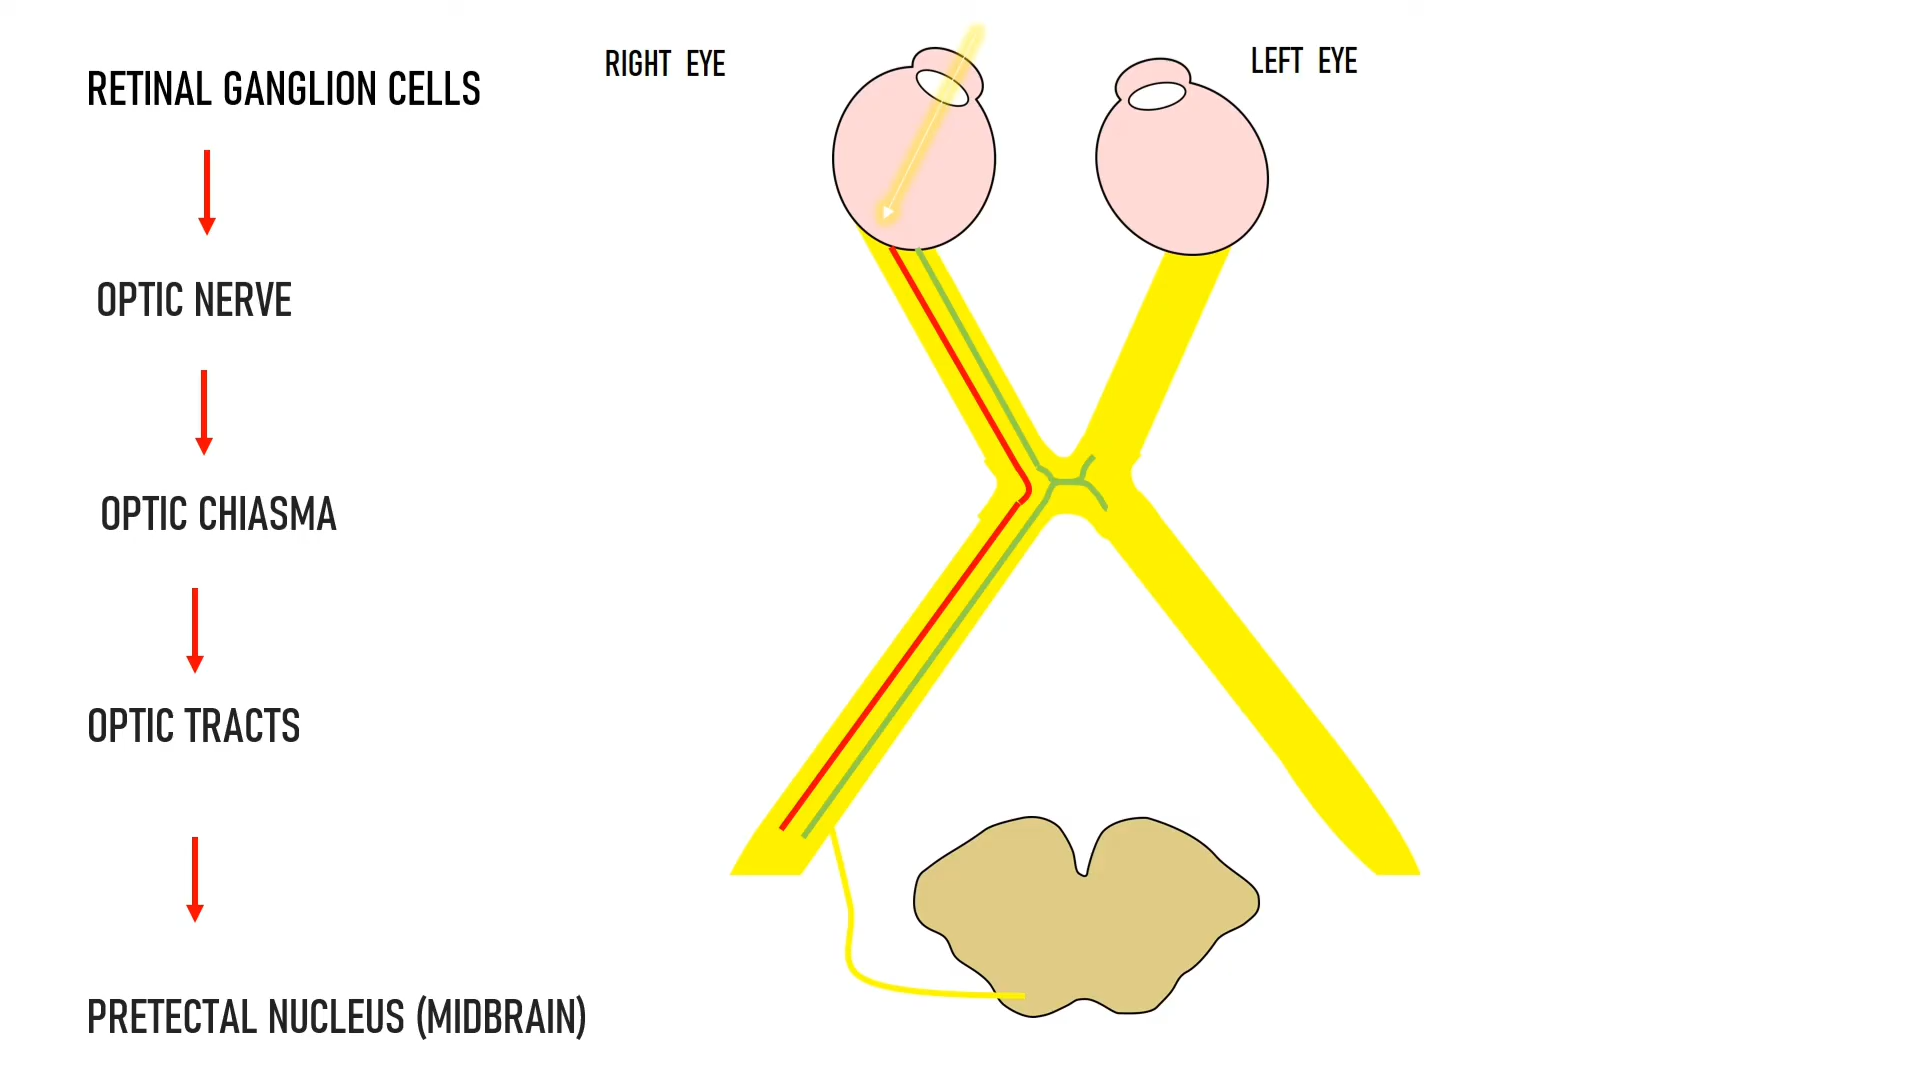 RETINAL GANGLION CELLS
OPTIC NERVE
OPTIC CHIASMA
OPTIC TRACTS
PRETECTAL NUCLEUS (MIDBRAIN)
RIGHT EYE
LEFT EYE